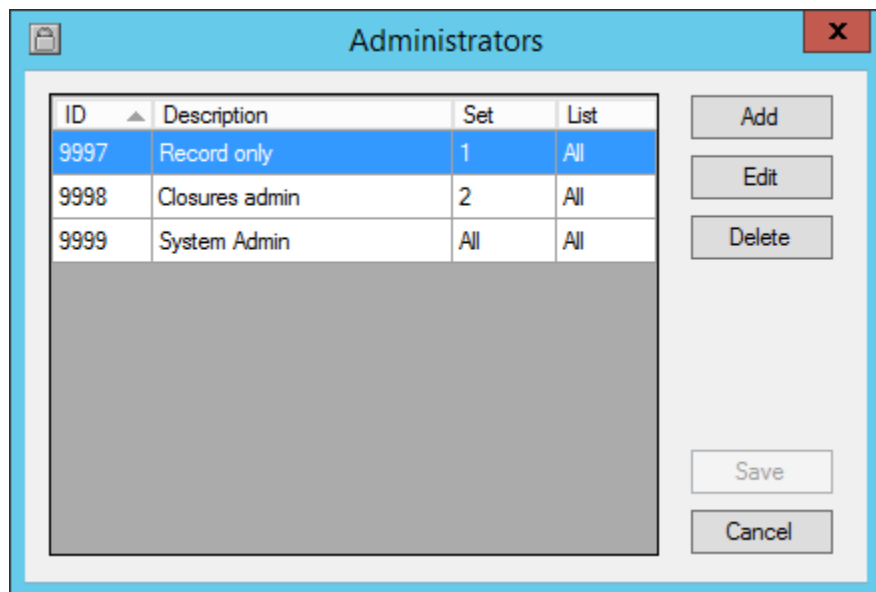 Administrators
x
ID Description Set List
9997 Record only 1 All
9998 Closures admin 2 All
9999 System Admin All All
Add
Edit
Delete
Save
Cancel